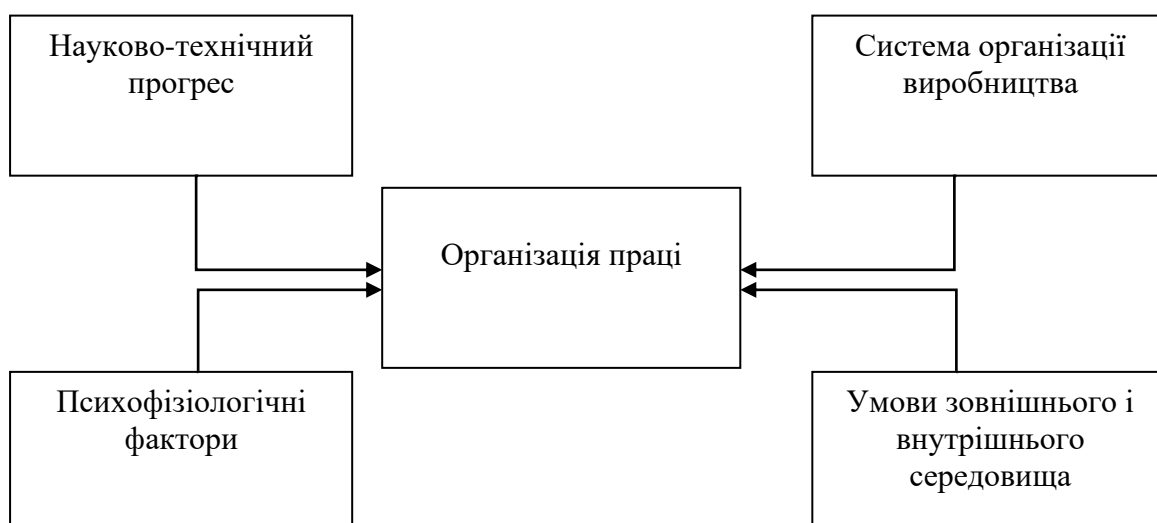 Науково-технічний
прогрес
Система організації
виробництва
Організація праці
Психофізіологічні
фактори
Умови зовнішнього і
внутрішнього
середовища